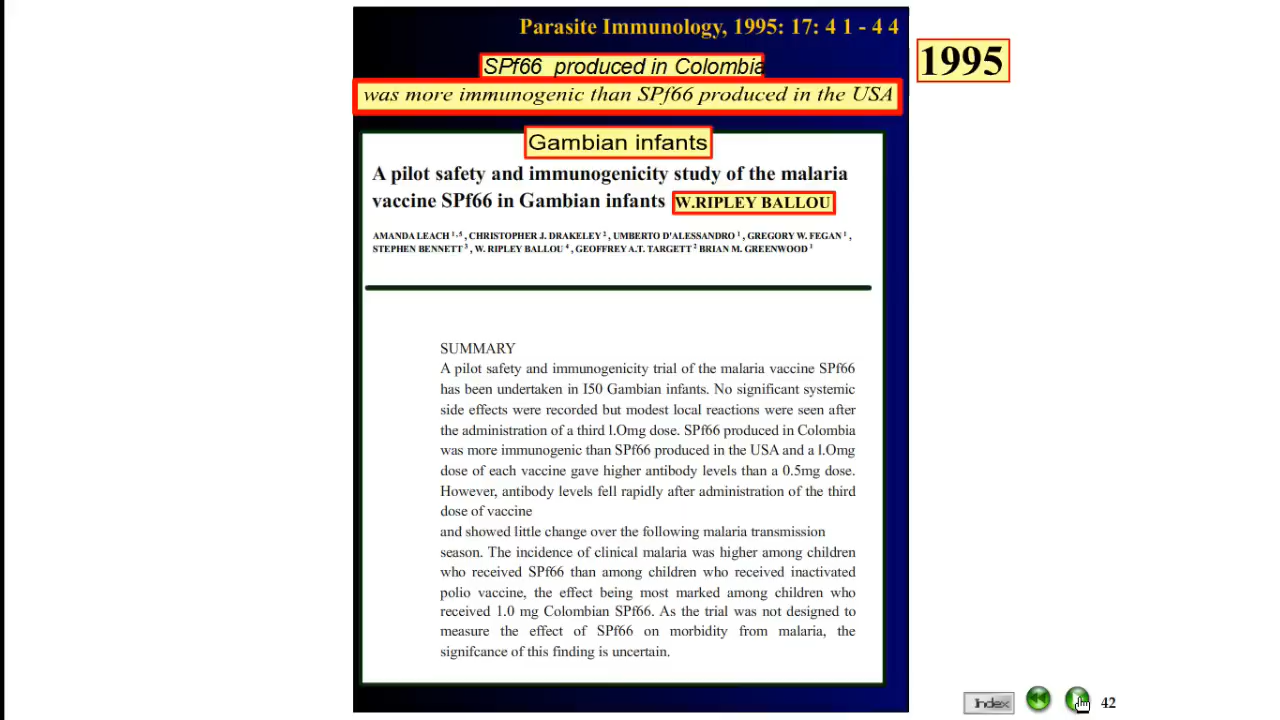 Parasite Immunology, 1995: 17: 4 1 - 4 4
1995
SPf66 produced in Colombia
was more immunogenic than SPf66 produced in the USA
Gambian infants
A pilot safety and immunogenicity study of the malaria
vaccine SPf66 in Gambian infants W.RIPLEY BALLOU
AMANDA LEACH 1,5 , CHRISTOPHER J. DRAKELEY 2 , UMBERTO D'ALESSANDRO 1 , GREGORY W. FEGAN 1 ,
STEPHEN BENNETT 3 , W. RIPLEY BALLOU 4 , GEOFFREY A.T. TARGETT 2 BRIAN M. GREENWOOD 1
SUMMARY
A pilot safety and immunogenicity trial of the malaria vaccine SPf66
has been undertaken in I50 Gambian infants. No significant systemic
side effects were recorded but modest local reactions were seen after
the administration of a third l.Omg dose. SPf66 produced in Colombia
was more immunogenic than SPf66 produced in the USA and a l.Omg
dose of each vaccine gave higher antibody levels than a 0.5mg dose.
However, antibody levels fell rapidly after administration of the third
dose of vaccine
and showed little change over the following malaria transmission
season. The incidence of clinical malaria was higher among children
who received SPf66 than among children who received inactivated
polio vaccine, the effect being most marked among children who
received 1.0 mg Colombian SPf66. As the trial was not designed to
measure the effect of SPf66 on morbidity from malaria, the
signifcance of this finding is uncertain.
Index
42